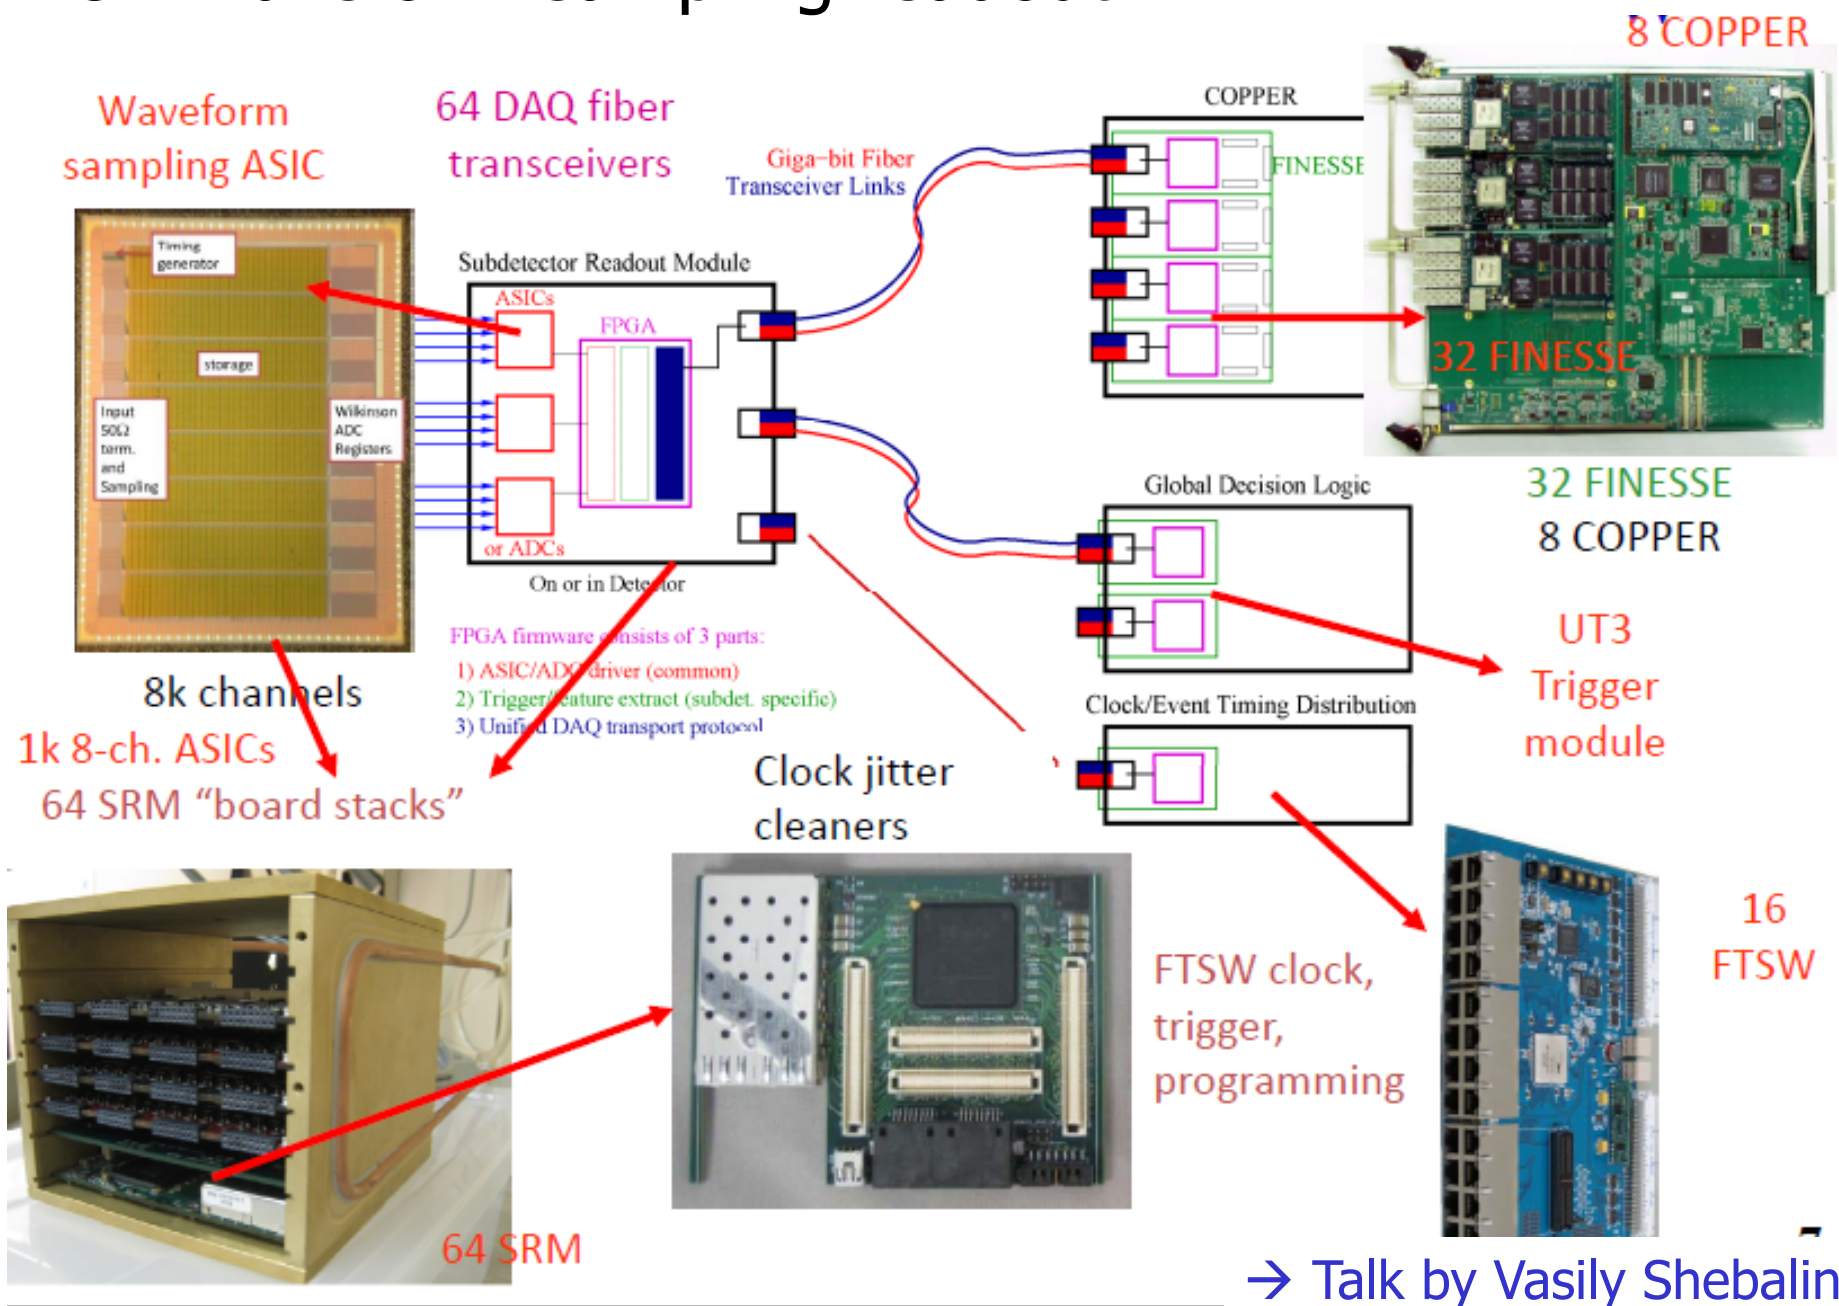 8 COPPER
Waveform
sampling ASIC
64 DAQ fiber
transceivers
COPPER
Giga-bit Fiber
Transceiver Links
FINESSE
Timing
generator
storage
Input
50Ω
term.
and
Sampling
Wilkinson
ADC
Registers
Subdetector Readout Module
ASICs
FPGA
or ADCs
On or in Detector
32 FINESSE
32 FINESSE
8 COPPER
Global Decision Logic
UT3
Trigger
module
FPGA firmware consists of 3 parts:
1) ASIC/ADC driver (common)
2) Trigger/feature extract (subdet. specific)
3) Unified DAQ transport protocol
8k channels
1k 8-ch. ASICs
64 SRM “board stacks”
Clock/Event Timing Distribution
Clock jitter
cleaners
FTSW clock,
trigger,
programming
16
FTSW
64 SRM
→ Talk by Vasily Shebalin